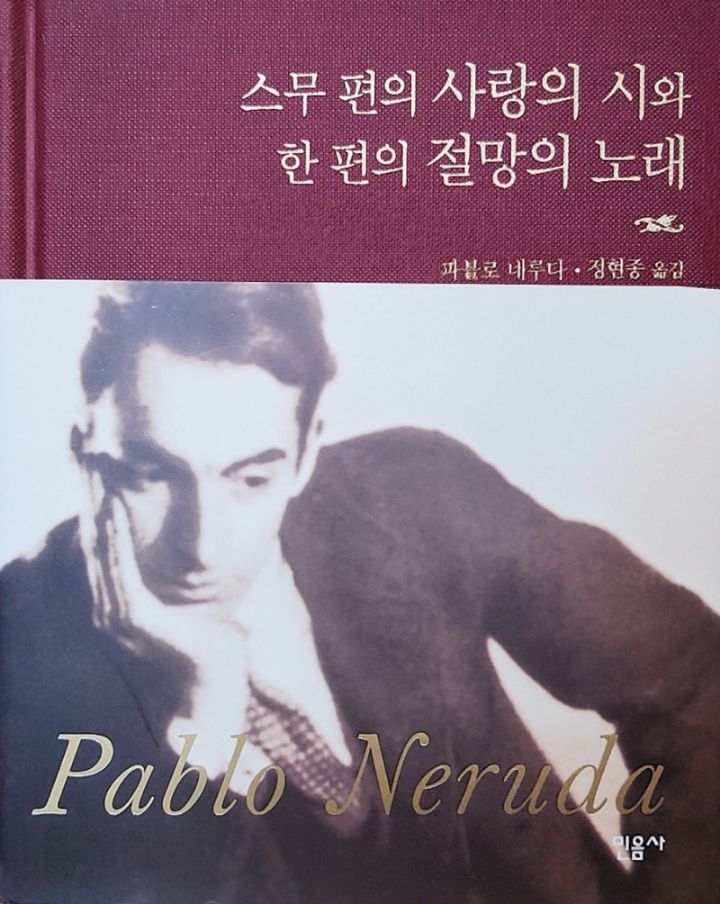 스무 편의 사랑의 시와
한 편의 절망의 노래
파블로 네루다 · 정현종 옮김
Pablo Neruda
민음사